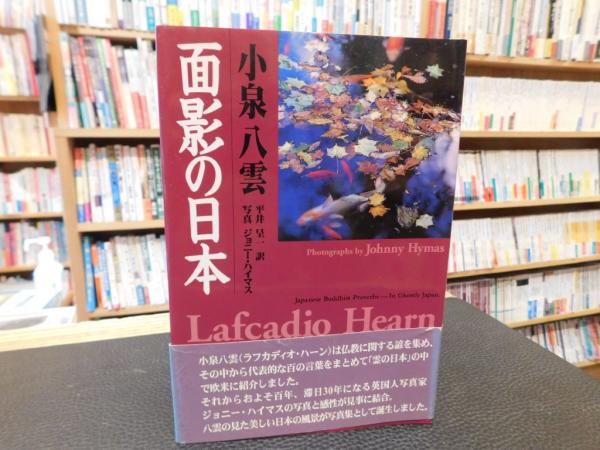 面影の日本
小泉八雲
平井呈一 訳
写真 ジョニー・ハイマス
Photographs by Johnny Hymas
Japanese Buddhist Proverbs — In Ghostly Japan.
Lafcadio Hearn
小泉八雲(ラフカディオ・ハーン)は仏教に関する諺を集め、
その中から代表的な百の言葉をまとめて「霊の日本」の中
で欧米に紹介しました。
それからおよそ百年、滞日30年になる英国人写真家
ジョニー・ハイマスの写真と感性が見事に結合。
八雲の見た美しい日本の風景が写真集として誕生しました。